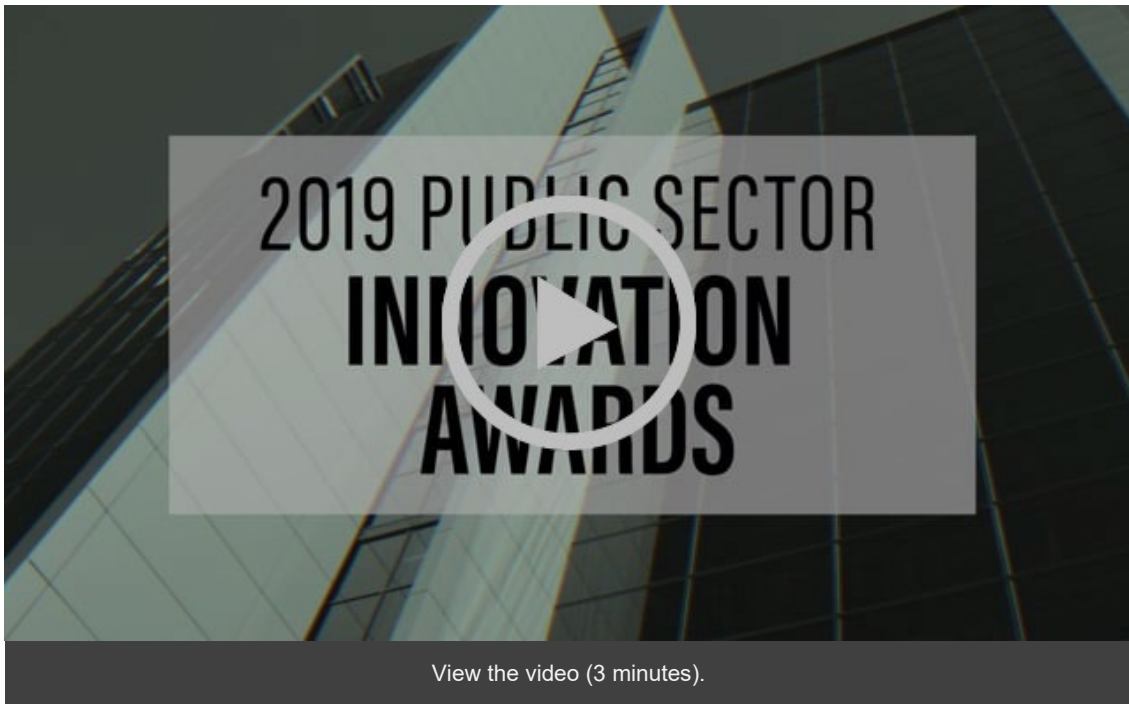 2019 PUBLIC SECTOR
INNOVATION
AWARDS
View the video (3 minutes).